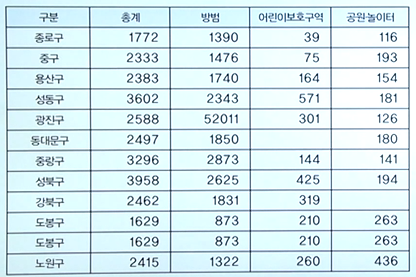 구분 총계 방범 어린이보호구역 공원·놀이터
종로구 1772 1390 39 116
중구 2333 1476 75 193
용산구 2383 1740 164 154
성동구 3602 2343 571 181
광진구 2588 52011 301 126
동대문구 2497 1850 180
중랑구 3296 2873 144 141
성북구 3958 2625 425 194
강북구 2462 1831 319
도봉구 1629 873 210 263
도봉구 1629 873 210 263
노원구 2415 1322 260 436